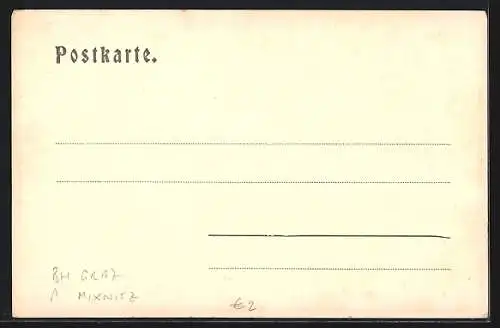 Postkarte.
BH GRAZ
MIXNITZ
€2